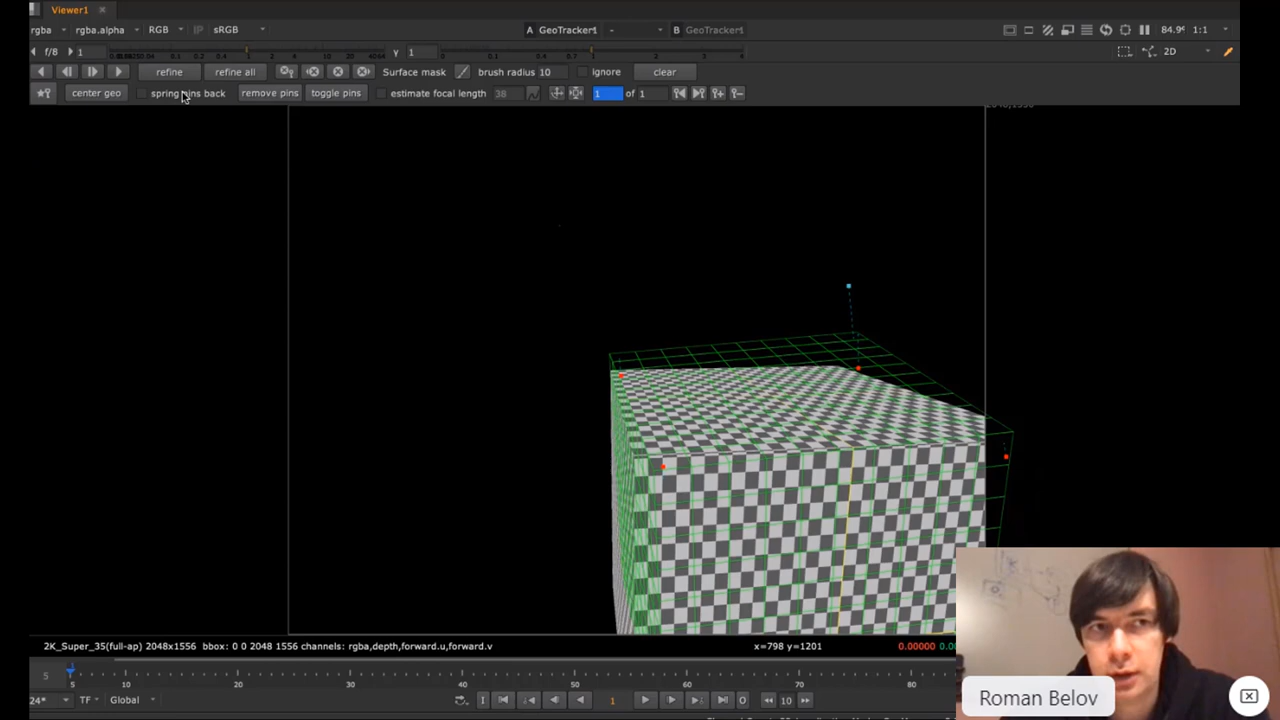 Viewer1
rgba rgba.alpha RGB IP sRGB A GeoTracker1 - B GeoTracker1 84.9% 1:1
f/8 1 y 1 2D
refine refine all Surface mask brush radius 10 ignore clear
center geo spring pins back remove pins toggle pins estimate focal length 38 1 of 1
2K_Super_35(full-ap) 2048x1556 bbox: 0 0 2048 1556 channels: rgba,depth,forward.u,forward.v x=798 y=1201 0.00000
5 5 10 20 30 40 50 60 70 80
24* TF Global I 1 O 10
Roman Belov